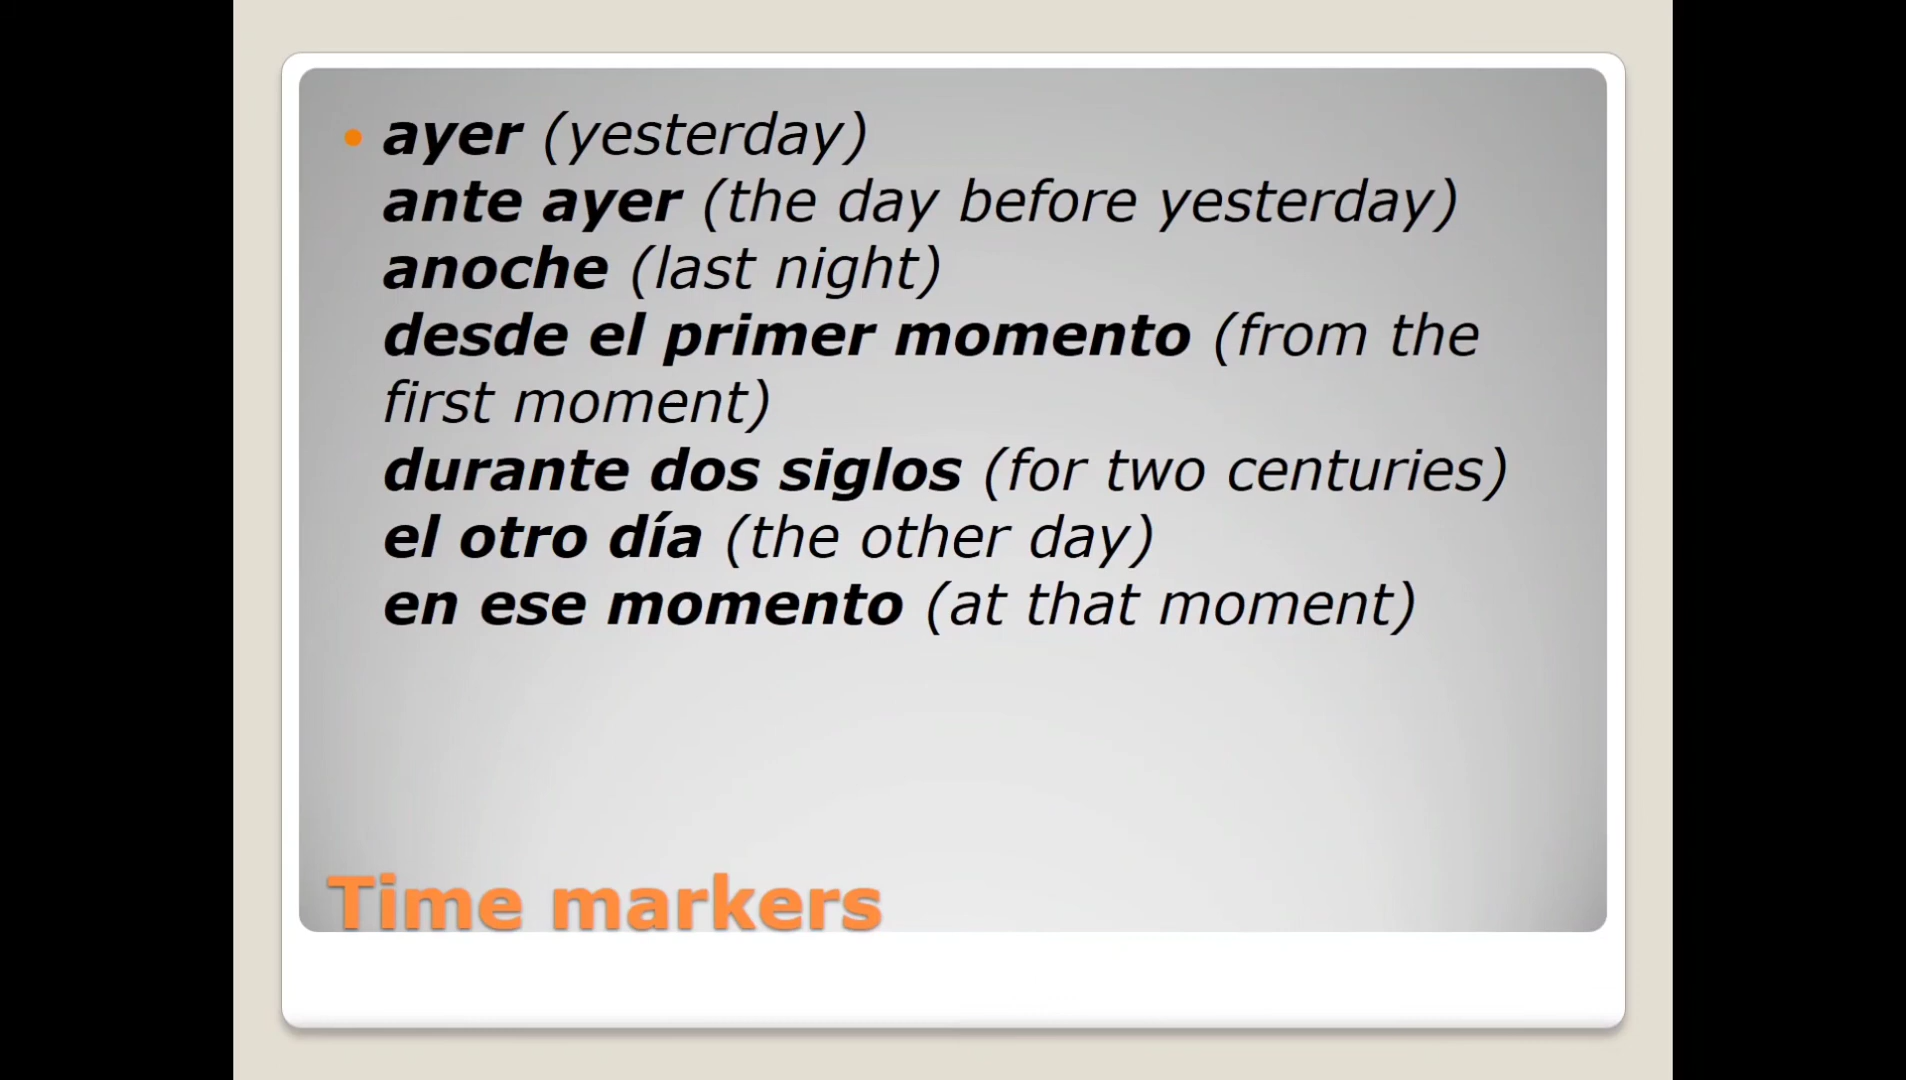 • ayer (yesterday)
ante ayer (the day before yesterday)
anoche (last night)
desde el primer momento (from the
first moment)
durante dos siglos (for two centuries)
el otro día (the other day)
en ese momento (at that moment)
Time markers